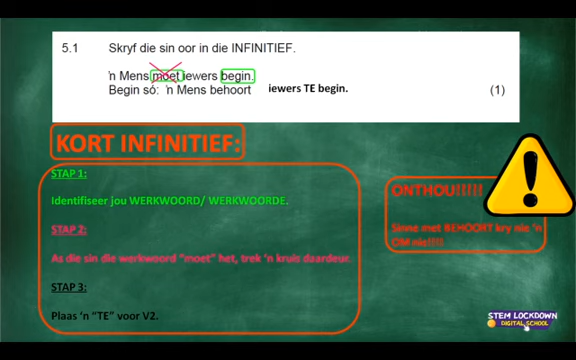 5.1 Skryf die sin oor in die INFINITIEF.
'n Mens moet iewers begin.
Begin só: 'n Mens behoort iewers TE begin. (1)
KORT INFINITIEF:
STAP 1:
Identifiseer jou WERKWOORD/ WERKWOORDE.
STAP 2:
As die sin die werkwoord "moet" het, trek 'n kruis daardeur.
STAP 3:
Plaas 'n "TE" voor V2.
ONTHOU!!!!!
Sinne met BEHOORT kry nie 'n
OM nie!!!!
STEM LOCKDOWN
DIGITAL SCHOOL